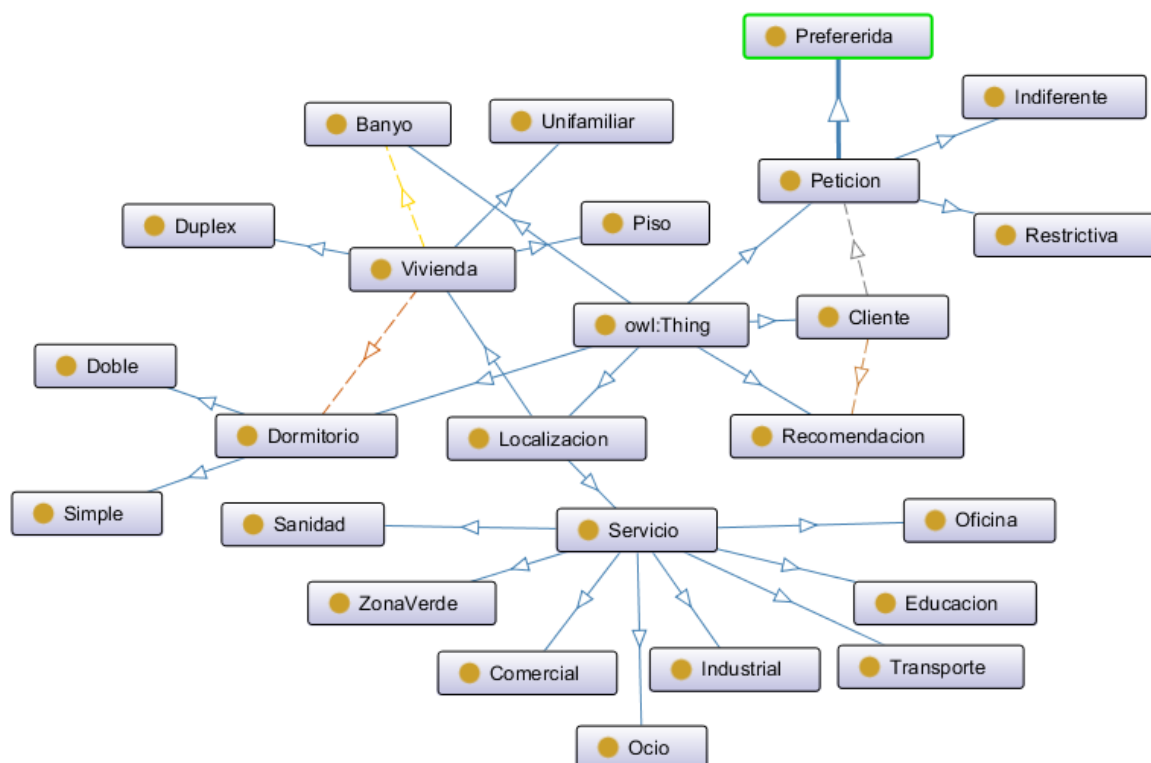 Prefererida
Indiferente
Banyo
Unifamiliar
Peticion
Duplex
Piso
Restrictiva
Vivienda
owl:Thing
Cliente
Doble
Dormitorio
Localizacion
Recomendacion
Simple
Sanidad
Servicio
Oficina
ZonaVerde
Educacion
Comercial
Industrial
Transporte
Ocio